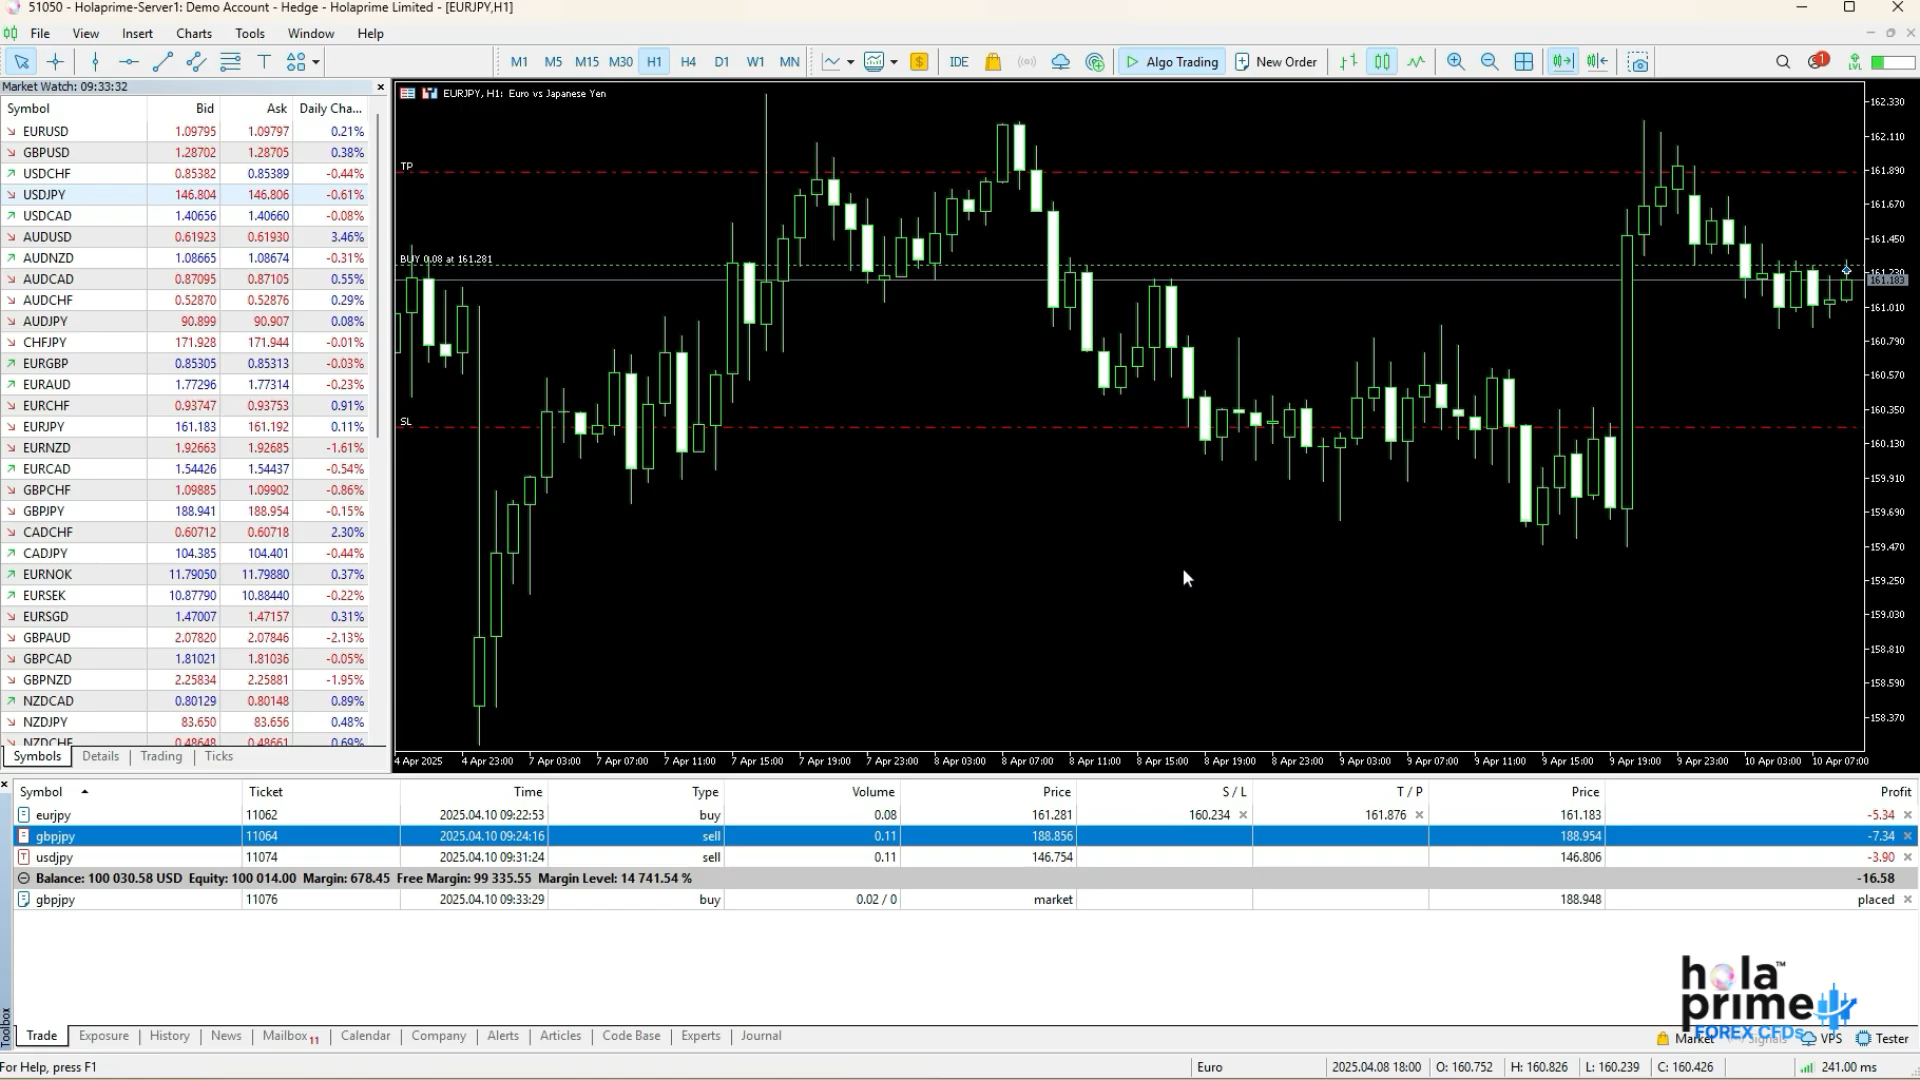 51050 - Holaprime-Server1: Demo Account - Hedge - Holaprime Limited - [EURJPY,H1]
File View Insert Charts Tools Window Help
M1 M5 M15 M30 H1 H4 D1 W1 MN IDE Algo Trading New Order 1 LVL
Market Watch: 09:33:32
Symbol Bid Ask Daily Cha...
EURUSD 1.09795 1.09797 0.21%
GBPUSD 1.28702 1.28705 0.38%
USDCHF 0.85382 0.85389 -0.44%
USDJPY 146.804 146.806 -0.61%
USDCAD 1.40656 1.40660 -0.08%
AUDUSD 0.61923 0.61930 3.46%
AUDNZD 1.08665 1.08674 -0.31%
AUDCAD 0.87095 0.87105 0.55%
AUDCHF 0.52870 0.52876 0.29%
AUDJPY 90.899 90.907 0.08%
CHFJPY 171.928 171.944 -0.01%
EURGBP 0.85305 0.85313 -0.03%
EURAUD 1.77296 1.77314 -0.23%
EURCHF 0.93747 0.93753 0.91%
EURJPY 161.183 161.192 0.11%
EURNZD 1.92663 1.92685 -1.61%
EURCAD 1.54426 1.54437 -0.54%
GBPCHF 1.09885 1.09902 -0.86%
GBPJPY 188.941 188.954 -0.15%
CADCHF 0.60712 0.60718 2.30%
CADJPY 104.385 104.401 -0.44%
EURNOK 11.79050 11.79880 0.37%
EURSEK 10.87790 10.88440 -0.22%
EURSGD 1.47007 1.47157 0.31%
GBPAUD 2.07820 2.07846 -2.13%
GBPCAD 1.81021 1.81036 -0.05%
GBPNZD 2.25834 2.25881 -1.95%
NZDCAD 0.80129 0.80148 0.89%
NZDJPY 83.650 83.656 0.48%
NZDCHF 0.48648 0.48661 0.69%
Symbols Details Trading Ticks
EURJPY, H1: Euro vs Japanese Yen
TP
BUY 0.08 at 161.281
SL
162.330
162.110
161.890
161.670
161.450
161.230
161.183
161.010
160.790
160.570
160.350
160.130
159.910
159.690
159.470
159.250
159.030
158.810
158.590
158.370
4 Apr 2025 4 Apr 23:00 7 Apr 03:00 7 Apr 07:00 7 Apr 11:00 7 Apr 15:00 7 Apr 19:00 7 Apr 23:00 8 Apr 03:00 8 Apr 07:00 8 Apr 11:00 8 Apr 15:00 8 Apr 19:00 8 Apr 23:00 9 Apr 03:00 9 Apr 07:00 9 Apr 11:00 9 Apr 15:00 9 Apr 19:00 9 Apr 23:00 10 Apr 03:00 10 Apr 07:00
Symbol Ticket Time Type Volume Price S / L T / P Price Profit
eurjpy 11062 2025.04.10 09:22:53 buy 0.08 161.281 160.234 161.876 161.183 -5.34
gbpjpy 11064 2025.04.10 09:24:16 sell 0.11 188.856 188.954 -7.34
usdjpy 11074 2025.04.10 09:31:24 sell 0.11 146.754 146.806 -3.90
Balance: 100 030.58 USD Equity: 100 014.00 Margin: 678.45 Free Margin: 99 335.55 Margin Level: 14 741.54 % -16.58
gbpjpy 11076 2025.04.10 09:33:29 buy 0.02 / 0 market 188.948 placed
hola™
prime
FOREX CFDs
Toolbox
Trade Exposure History News Mailbox 11 Calendar Company Alerts Articles Code Base Experts Journal Market Signals VPS Tester
For Help, press F1 Euro 2025.04.08 18:00 O: 160.752 H: 160.826 L: 160.239 C: 160.426 241.00 ms